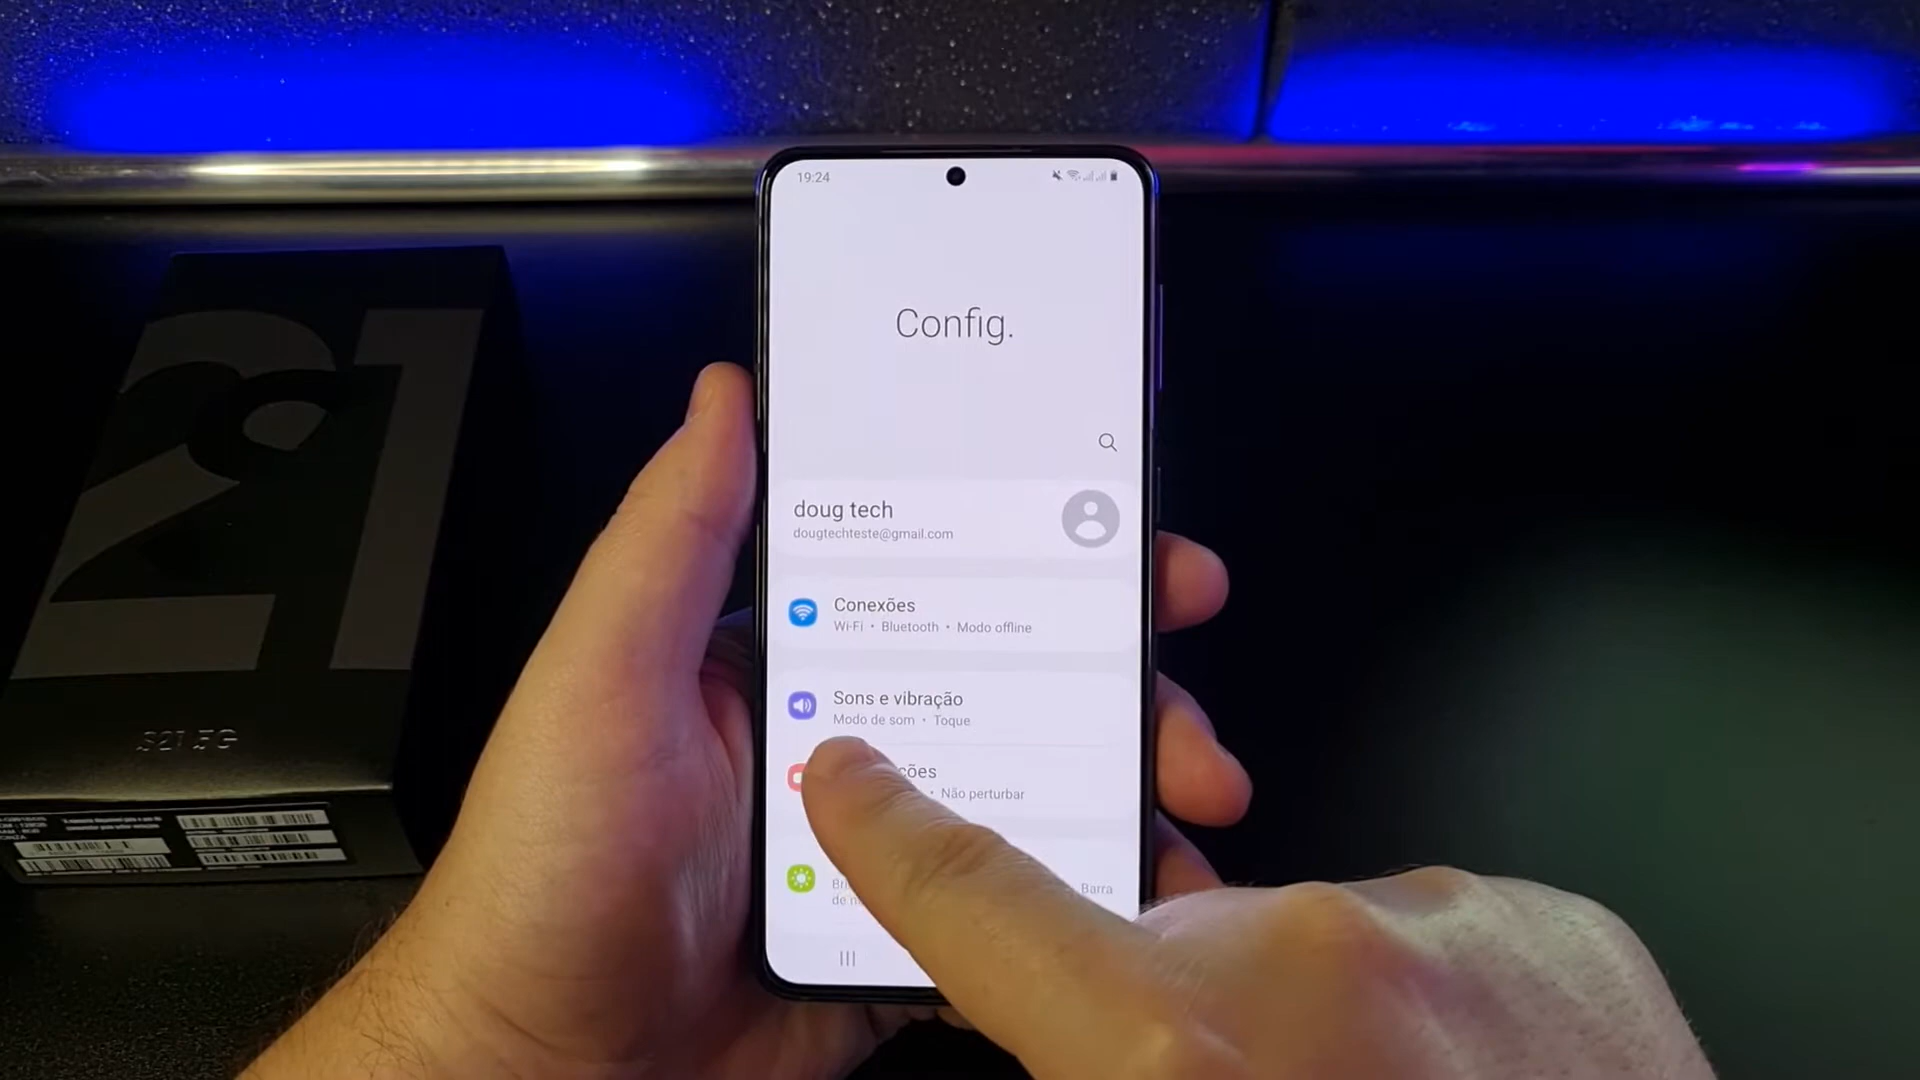 19:24
Config.
doug tech
dougtechteste@gmail.com
Conexões
Wi-Fi • Bluetooth • Modo offline
Sons e vibração
Modo de som • Toque
ções
• Não perturbar
Barra
21
S21 5G